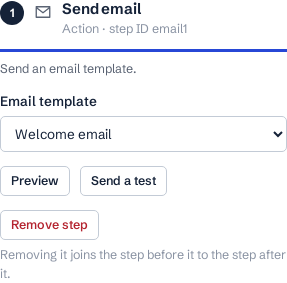 1
Send email
Action · step ID email1
Send an email template.
Email template
Welcome email
Preview
Send a test
Remove step
Removing it joins the step before it to the step after
it.